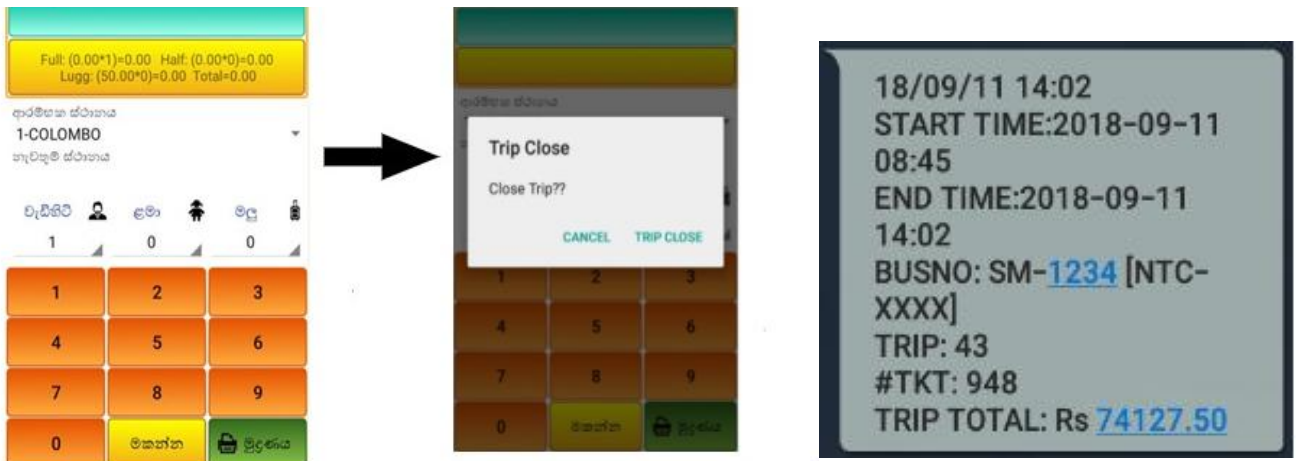 Full: (0.00*1)=0.00 Half: (0.00*0)=0.00
Lugg: (50.00*0)=0.00 Total=0.00
ආරම්භක ස්ථානය
1-COLOMBO
නැවතුම් ස්ථානය
වැඩිහිටි ළමා මලු
1 0 0
1 2 3
4 5 6
7 8 9
0 මකන්න මුද්‍රණය
ආරම්භක ස්ථානය
Trip Close
Close Trip??
CANCEL TRIP CLOSE
1 2 3
4 5 6
7 8 9
0 මකන්න මුද්‍රණය
18/09/11 14:02
START TIME:2018-09-11
08:45
END TIME:2018-09-11
14:02
BUSNO: SM-1234 [NTC-
XXXX]
TRIP: 43
#TKT: 948
TRIP TOTAL: Rs 74127.50